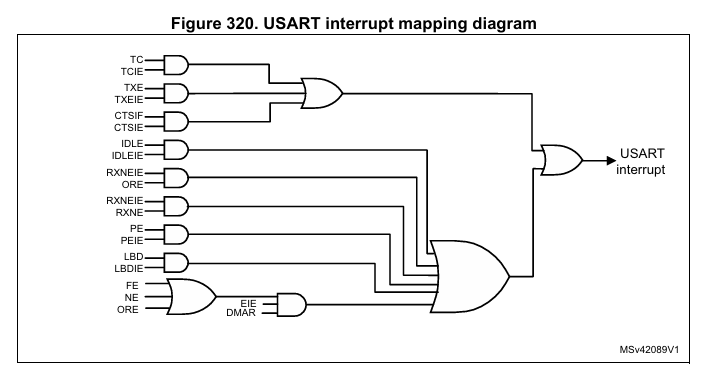 Figure 320. USART interrupt mapping diagram
TC
TCIE
TXE
TXEIE
CTSIF
CTSIE
IDLE
IDLEIE
RXNEIE
ORE
RXNEIE
RXNE
PE
PEIE
LBD
LBDIE
FE
NE
ORE
EIE
DMAR
USART
interrupt
MSv42089V1